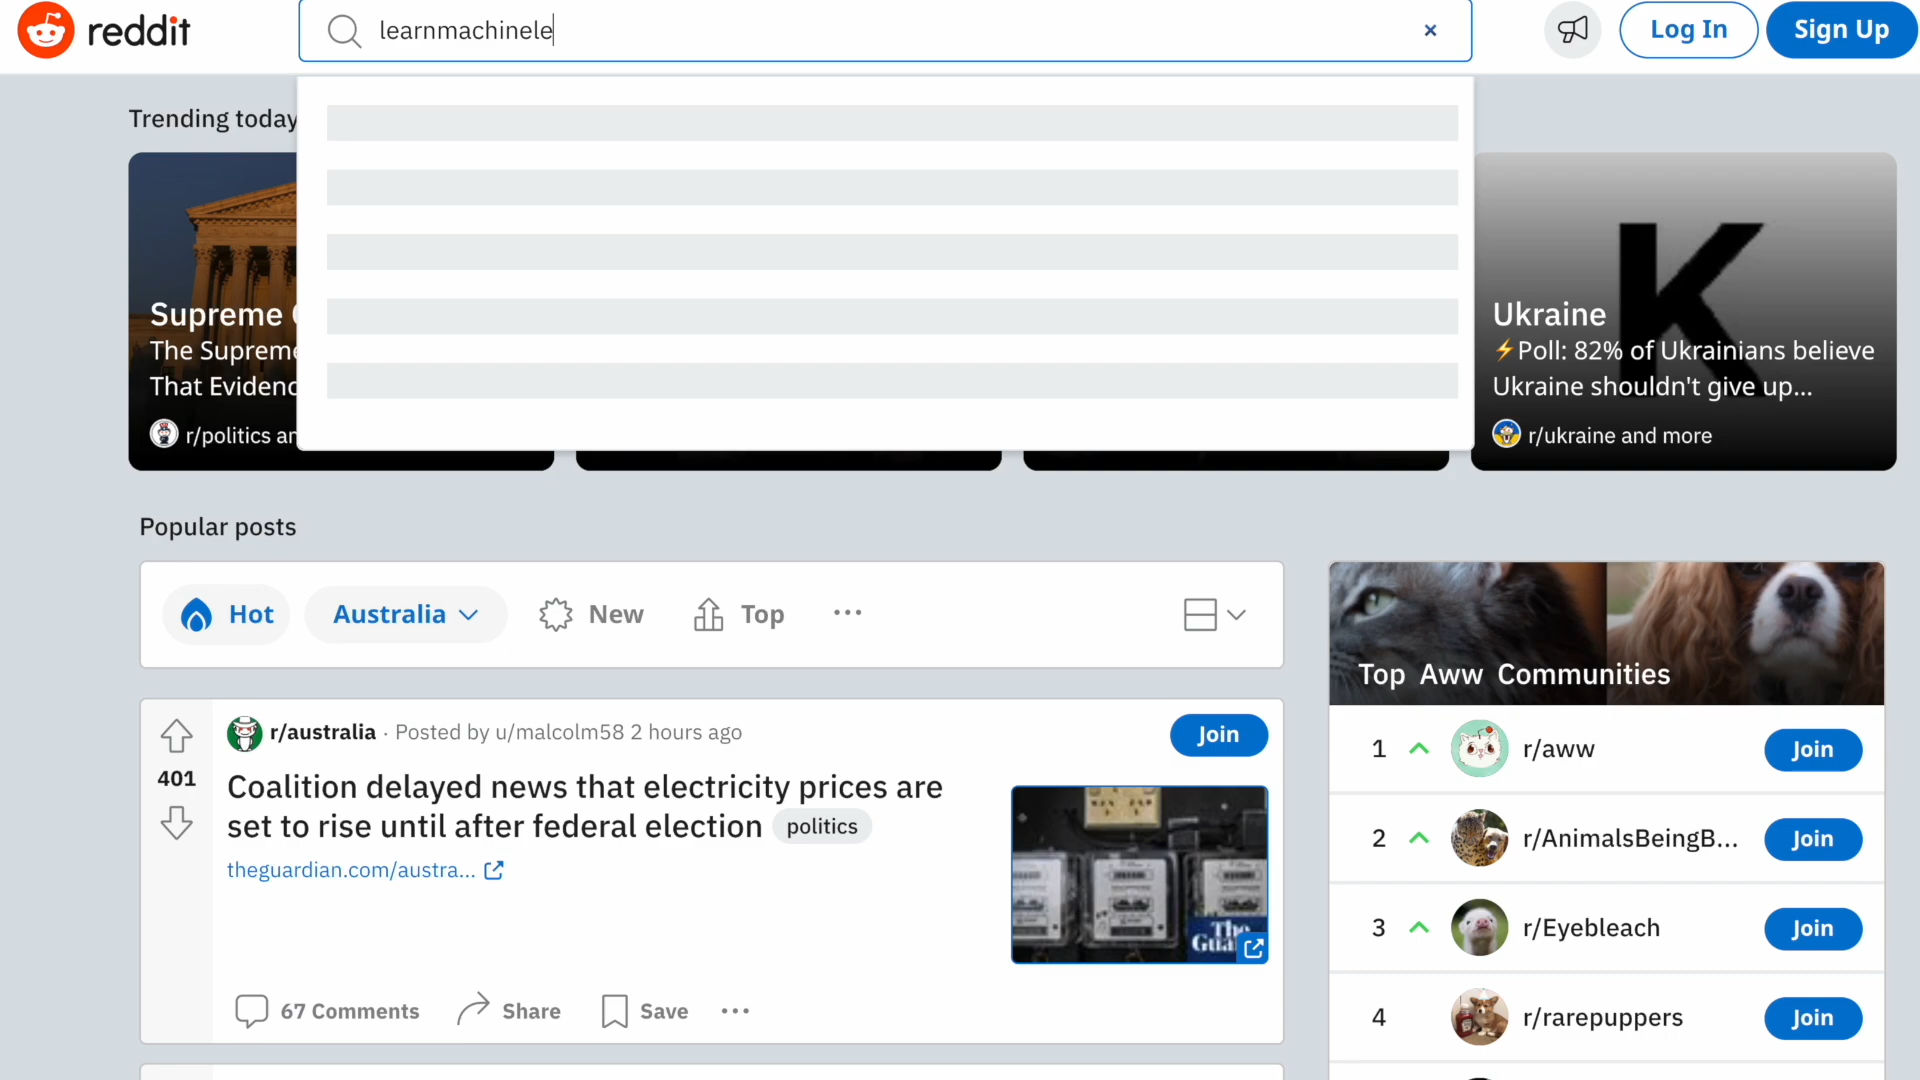 reddit
learnmachinele
Log In
Sign Up
Trending today
Supreme
The Supreme
That Evidenc
r/politics an
K
Ukraine
⚡Poll: 82% of Ukrainians believe
Ukraine shouldn't give up...
r/ukraine and more
Popular posts
Hot
Australia
New
Top
r/australia · Posted by u/malcolm58 2 hours ago
Join
401
Coalition delayed news that electricity prices are
set to rise until after federal election
politics
theguardian.com/austra...
The
67 Comments
Share
Save
Top Aww Communities
1
r/aww
Join
2
r/AnimalsBeingB...
Join
3
r/Eyebleach
Join
4
r/rarepuppers
Join